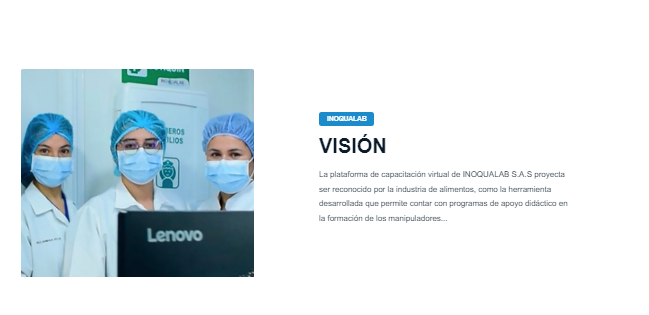 INOQUALAB
VISIÓN
La plataforma de capacitación virtual de INOQUALAB S.A.S proyecta
ser reconocido por la industria de alimentos, como la herramienta
desarrollada que permite contar con programas de apoyo didáctico en
la formación de los manipuladores...
Lenovo